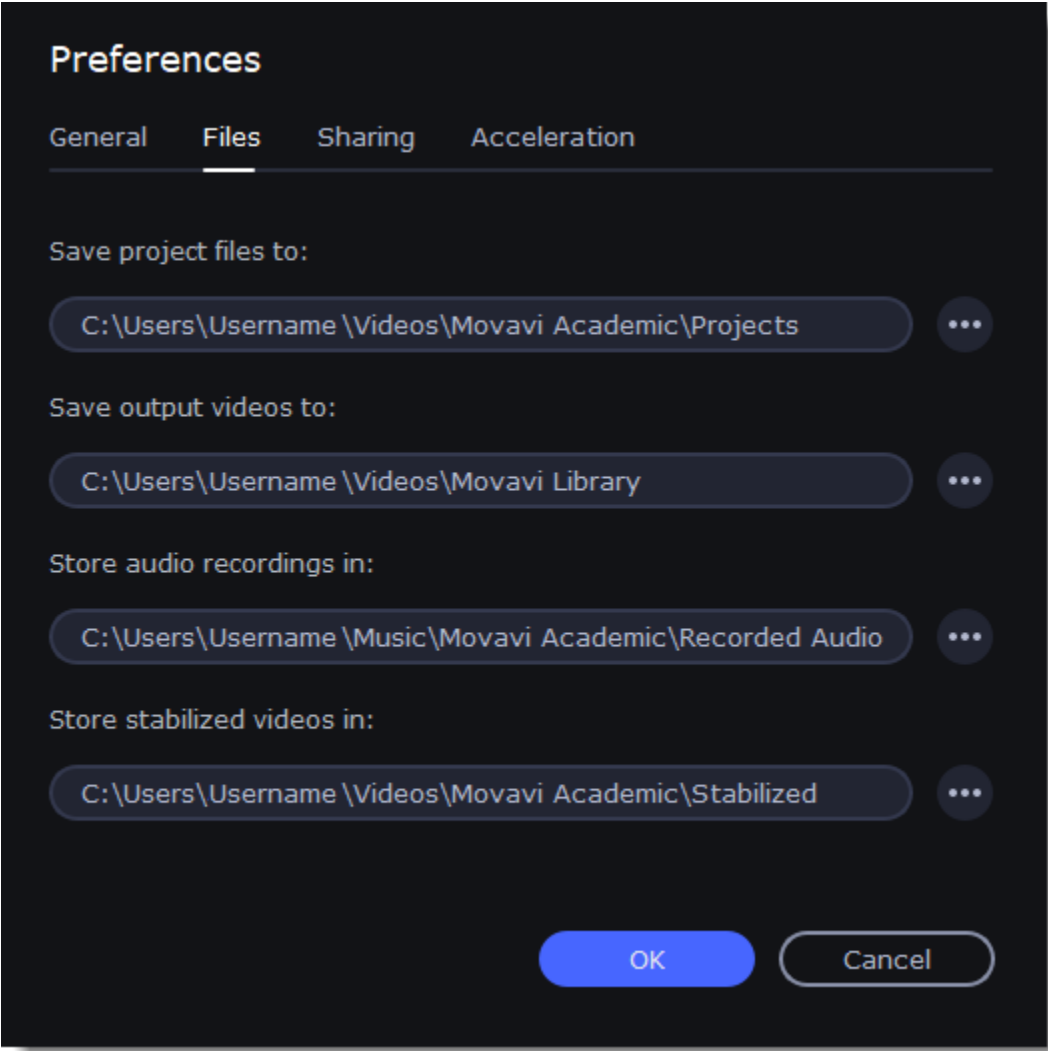 Preferences
General Files Sharing Acceleration
Save project files to:
C:\Users\Username\Videos\Movavi Academic\Projects
Save output videos to:
C:\Users\Username\Videos\Movavi Library
Store audio recordings in:
C:\Users\Username\Music\Movavi Academic\Recorded Audio
Store stabilized videos in:
C:\Users\Username\Videos\Movavi Academic\Stabilized
OK Cancel